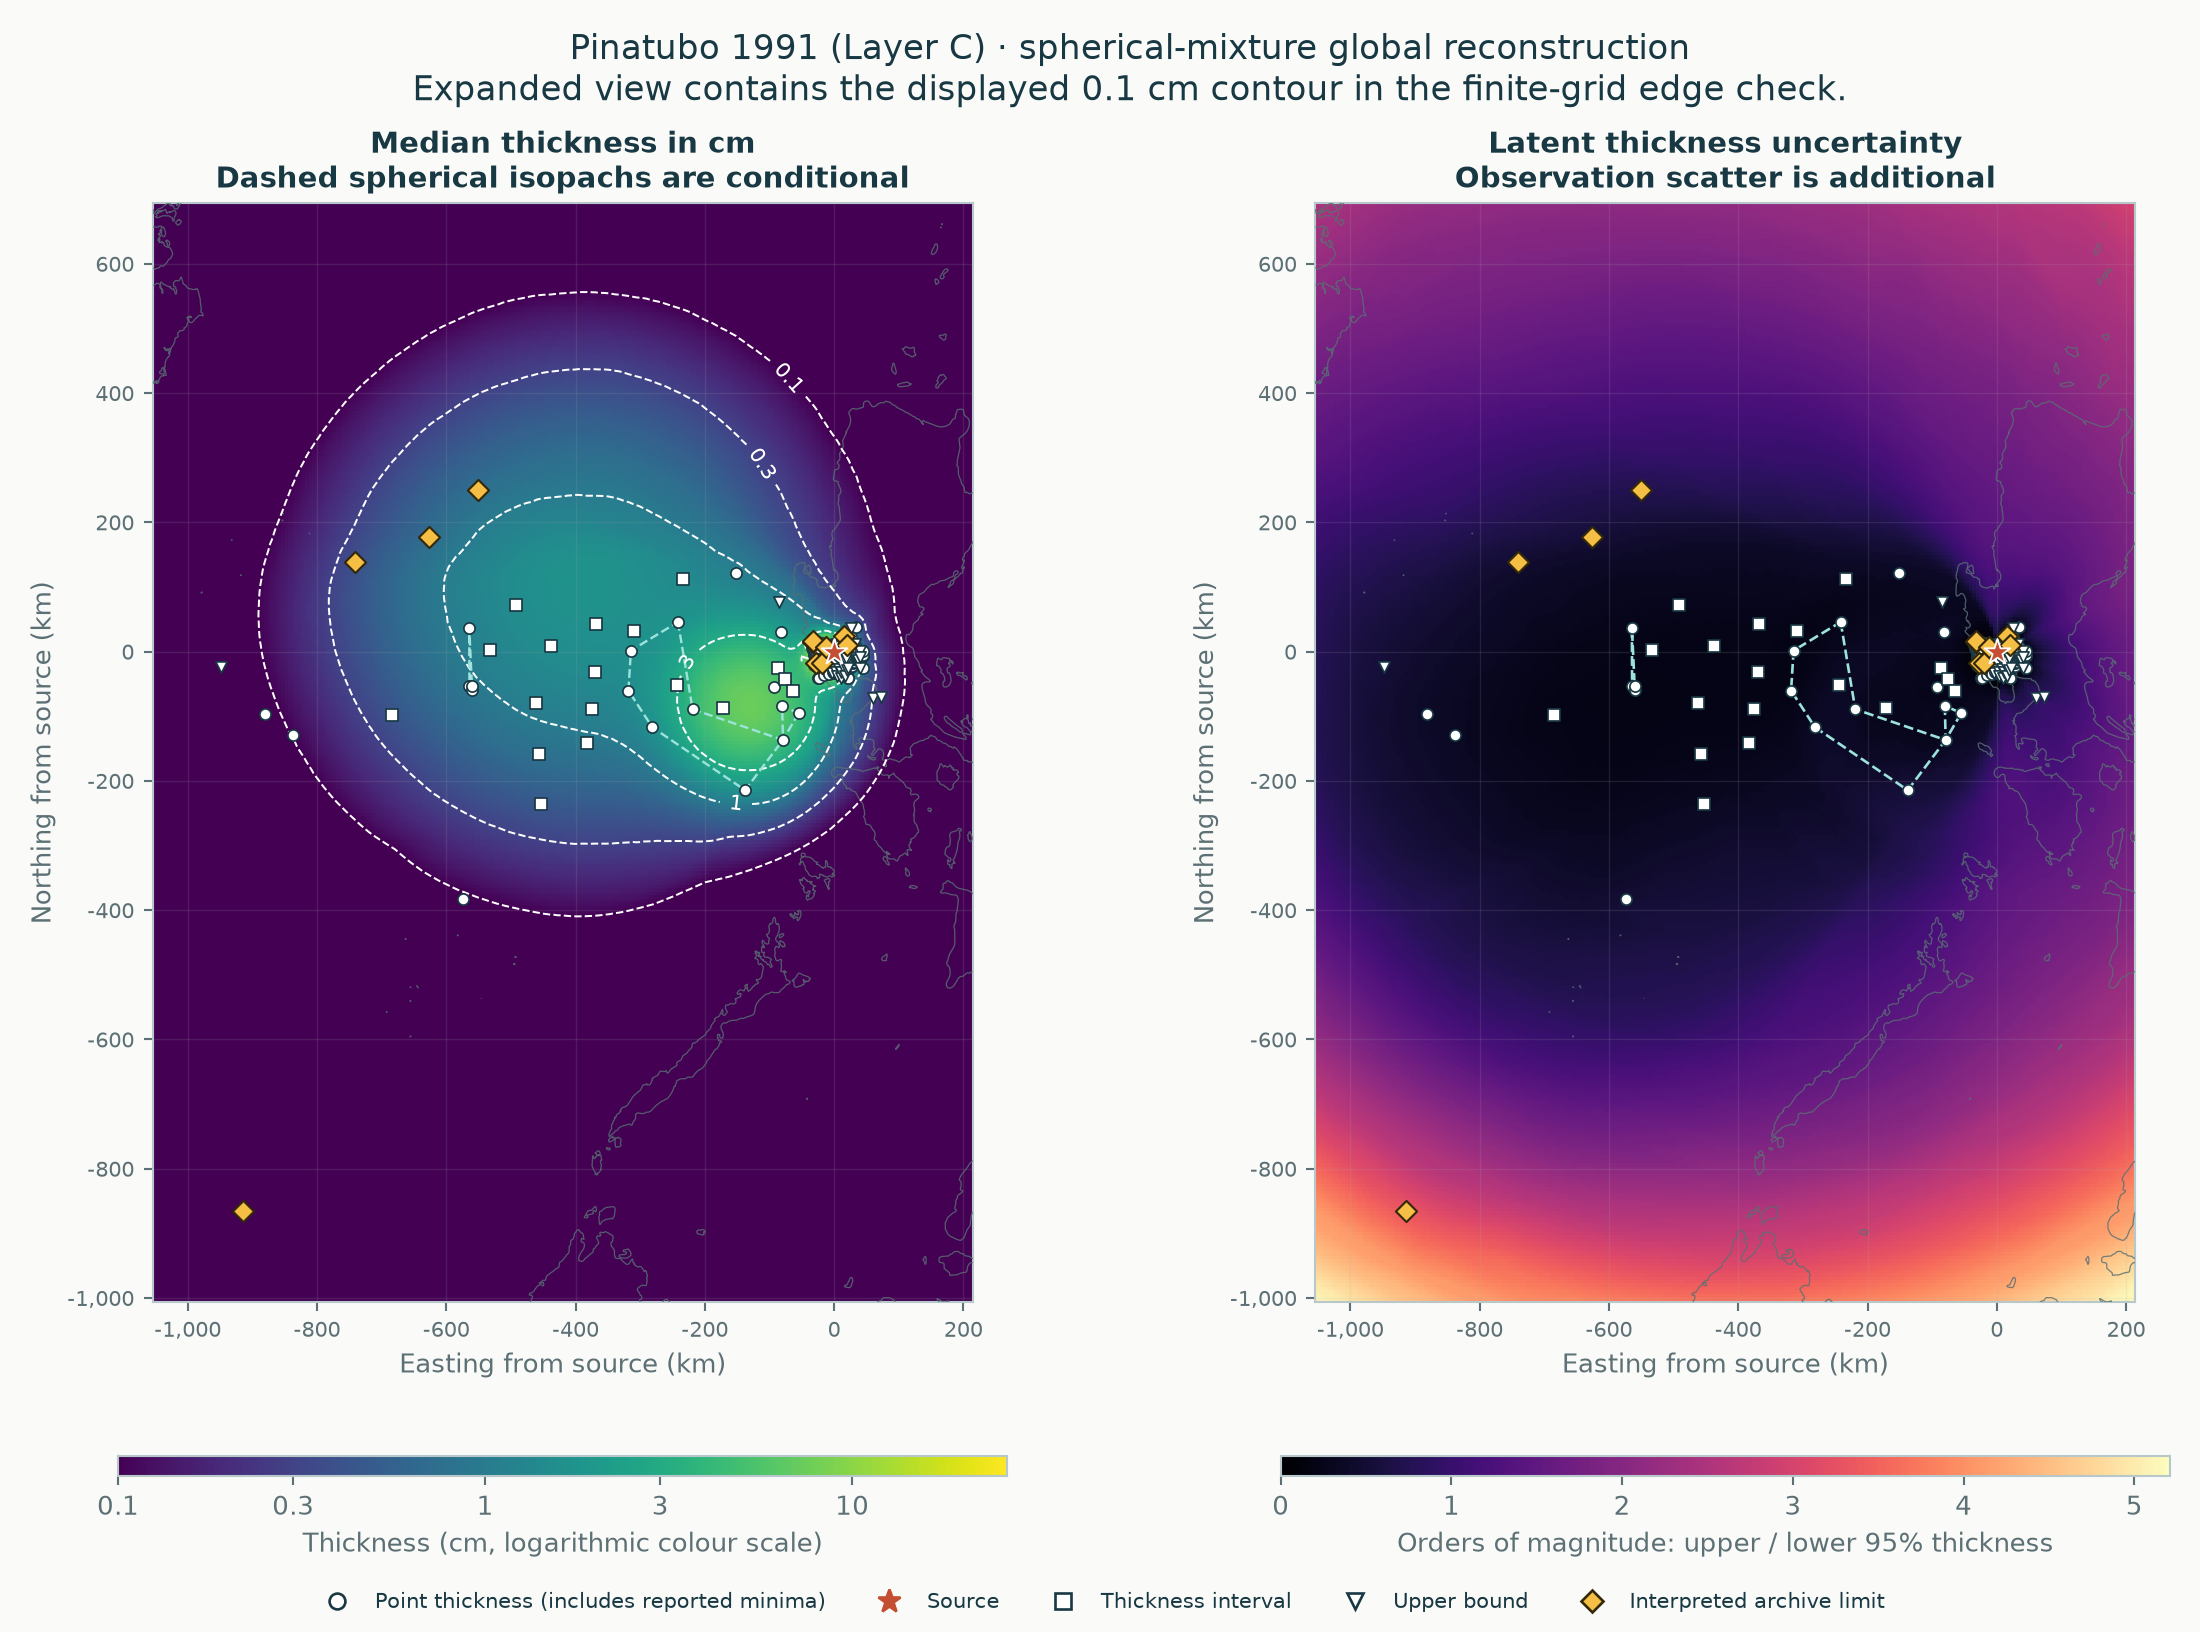 Pinatubo 1991 (Layer C) · spherical-mixture global reconstruction
Expanded view contains the displayed 0.1 cm contour in the finite-grid edge check.
Median thickness in cm
Dashed spherical isopachs are conditional
Northing from source (km)
600
400
200
0
-200
-400
-600
-800
-1,000
0.1
0.3
3
1
-1,000
-800
-600
-400
-200
0
200
Easting from source (km)
0.1
0.3
1
3
10
Thickness (cm, logarithmic colour scale)
Latent thickness uncertainty
Observation scatter is additional
Northing from source (km)
600
400
200
0
-200
-400
-600
-800
-1,000
-1,000
-800
-600
-400
-200
0
200
Easting from source (km)
0
1
2
3
4
5
Orders of magnitude: upper / lower 95% thickness
Point thickness (includes reported minima)
Source
Thickness interval
Upper bound
Interpreted archive limit